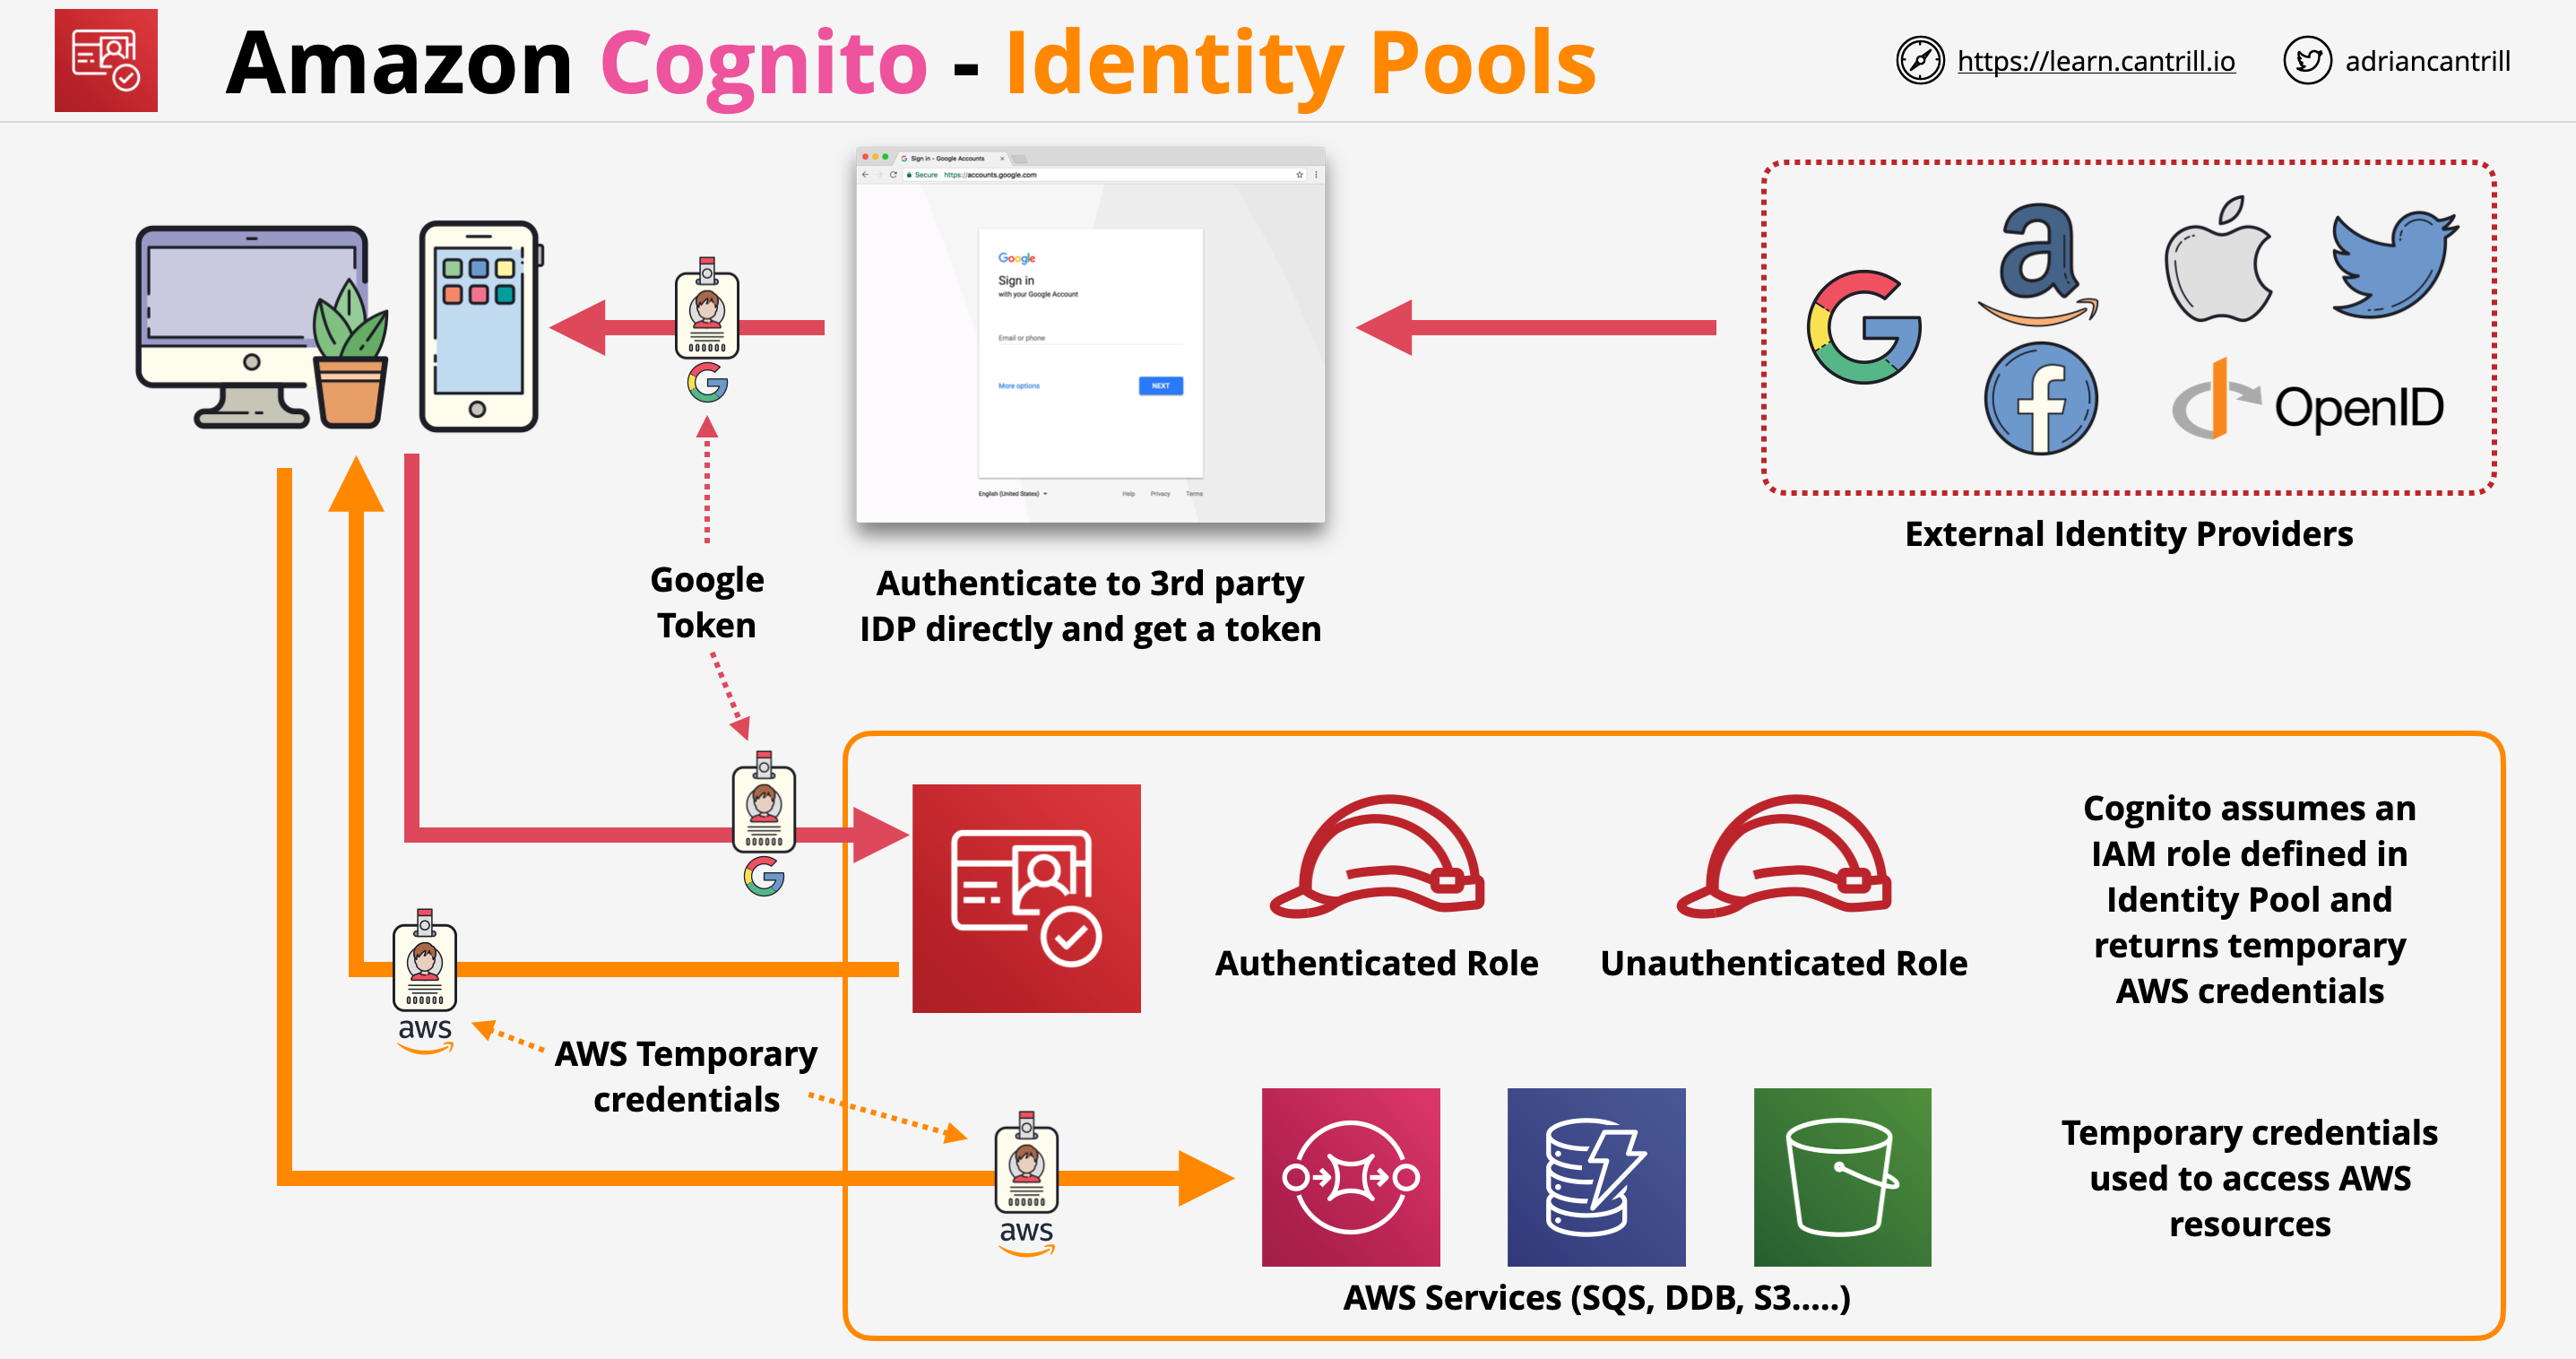 Amazon Cognito - Identity Pools
https://learn.cantrill.io
adriancantrill
Sign in - Google Accounts
Secure https://accounts.google.com
Google
Sign in
with your Google Account
Email or phone
More options
NEXT
English (United States)
Help Privacy Terms
OpenID
External Identity Providers
Google
Token
Authenticate to 3rd party
IDP directly and get a token
Authenticated Role
Unauthenticated Role
Cognito assumes an
IAM role defined in
Identity Pool and
returns temporary
AWS credentials
aws
AWS Temporary
credentials
aws
AWS Services (SQS, DDB, S3.....)
Temporary credentials
used to access AWS
resources